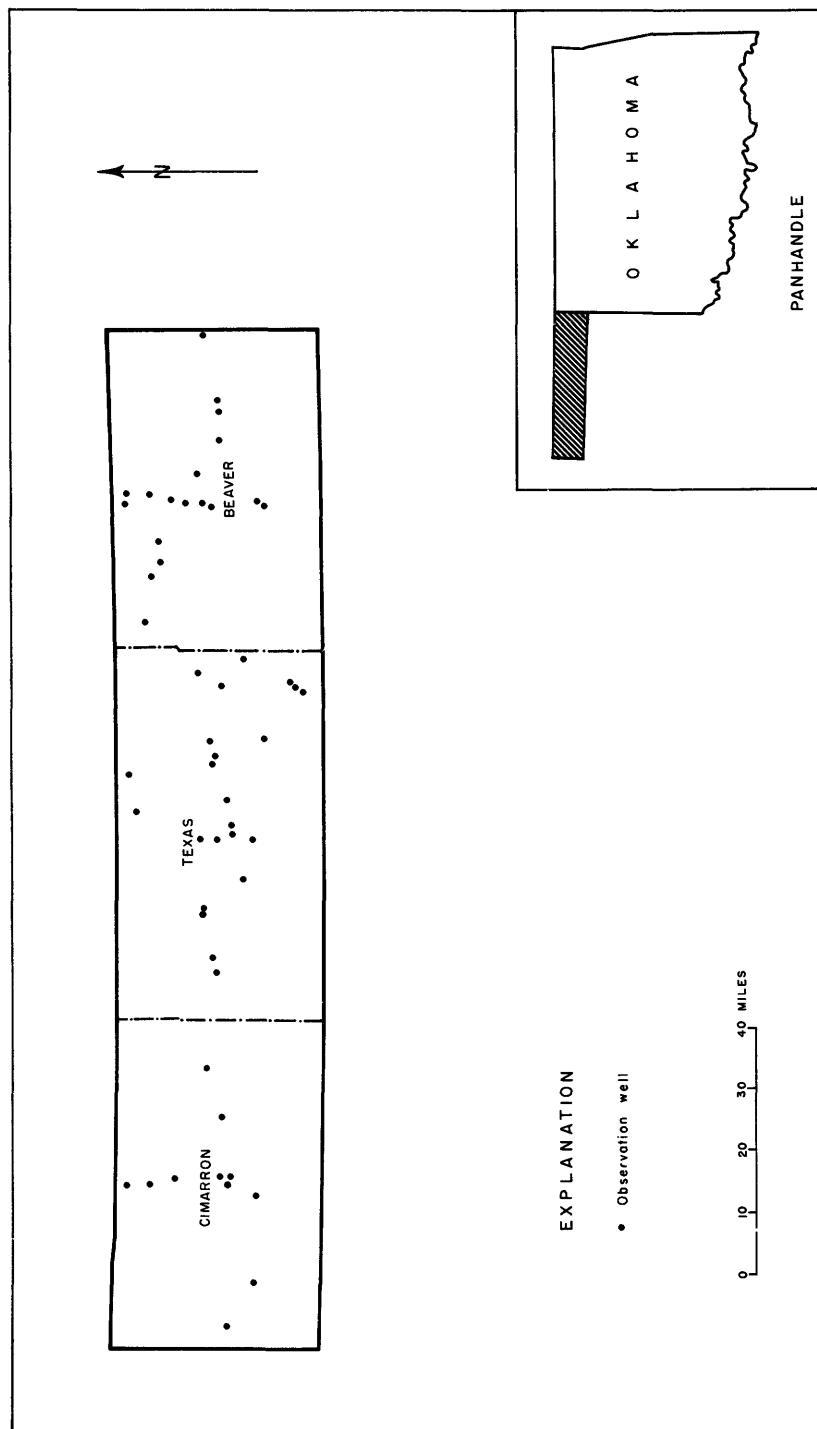 N
CIMARRON
TEXAS
BEAVER
EXPLANATION
Observation well
0 10 20 30 40 MILES
OKLAHOMA
PANHANDLE